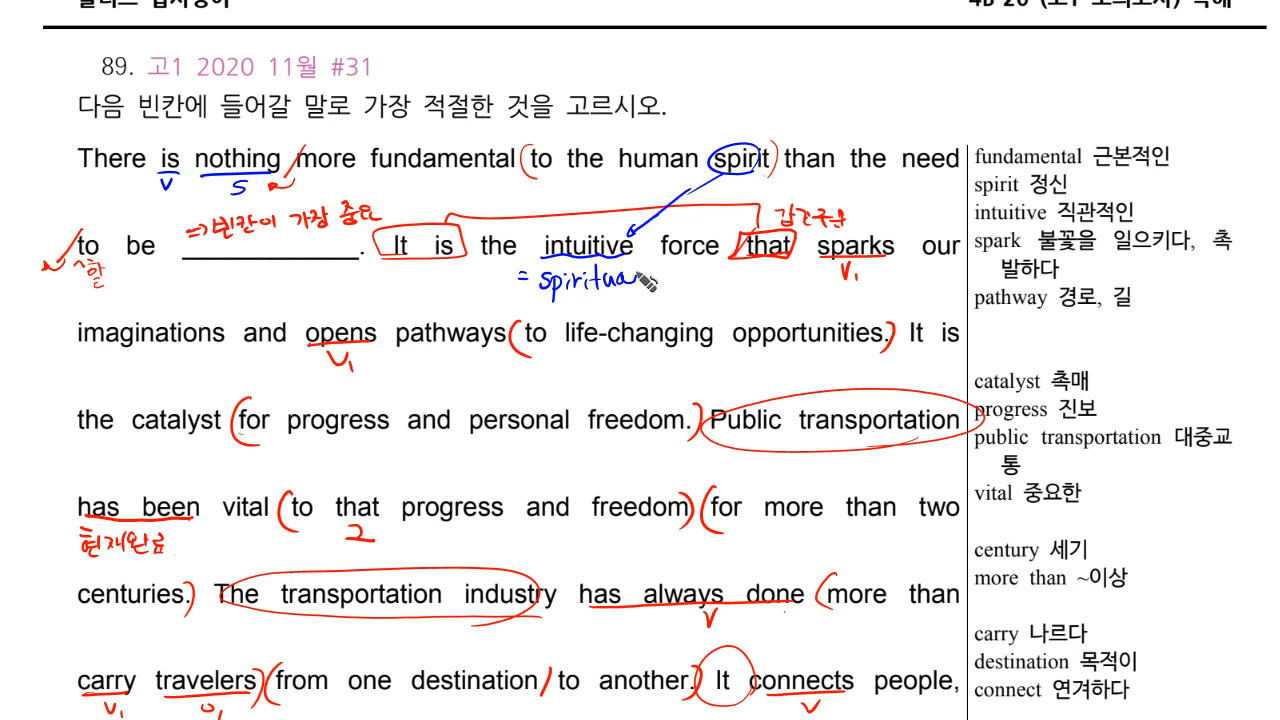 89. 고1 2020 11월 #31
다음 빈칸에 들어갈 말로 가장 적절한 것을 고르시오.
There is nothing more fundamental to the human spirit than the need
v s
⇒빈칸이 가장 중요
to be ____________. It is the intuitive force that sparks our
~할
= spiritua
v₁
imaginations and opens pathways to life-changing opportunities. It is
v₁
the catalyst for progress and personal freedom. Public transportation
has been vital to that progress and freedom for more than two
현재완료
2
centuries. The transportation industry has always done more than
v
carry travelers from one destination to another. It connects people,
v₁ o₁ v
fundamental 근본적인
spirit 정신
intuitive 직관적인
spark 불꽃을 일으키다, 촉
발하다
pathway 경로, 길
catalyst 촉매
progress 진보
public transportation 대중교
통
vital 중요한
century 세기
more than ~이상
carry 나르다
destination 목적이
connect 연겨하다